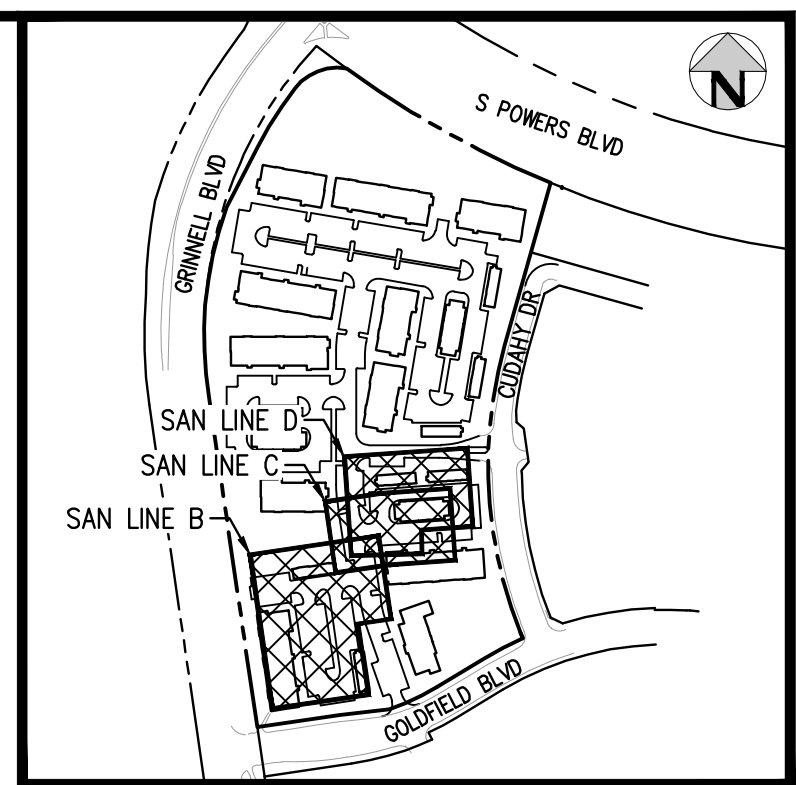 N
S POWERS BLVD
GRINNELL BLVD
CUDAHY DR
SAN LINE D
SAN LINE C
SAN LINE B
GOLDFIELD BLVD